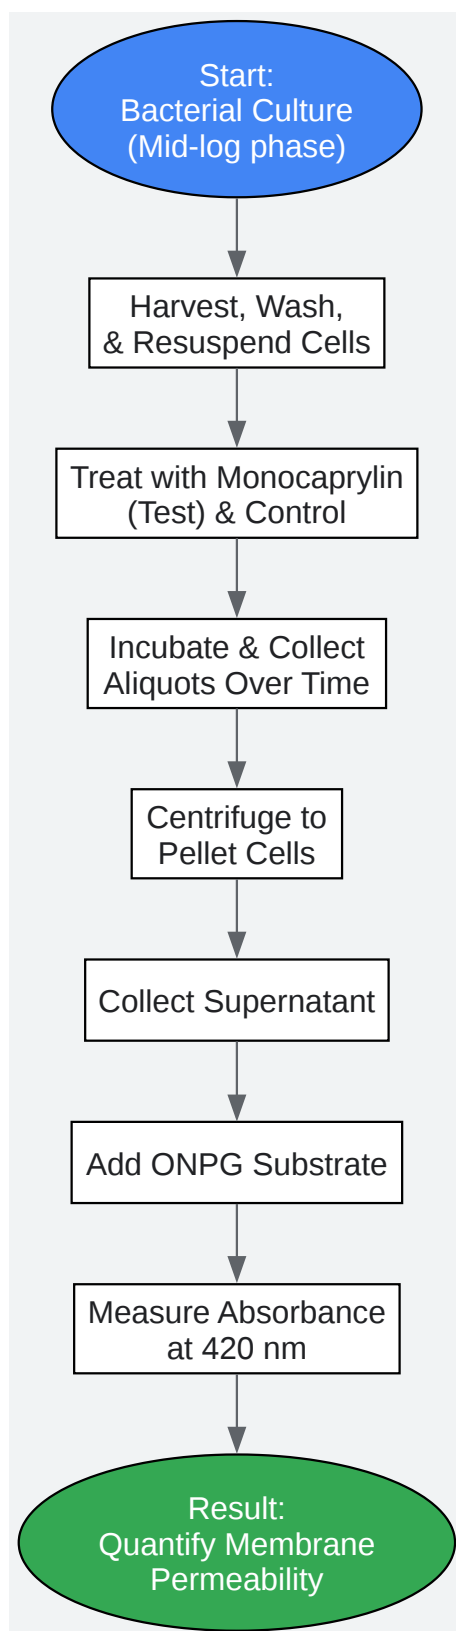 Start:
Bacterial Culture
(Mid-log phase)
Harvest, Wash,
& Resuspend Cells
Treat with Monocaprylin
(Test) & Control
Incubate & Collect
Aliquots Over Time
Centrifuge to
Pellet Cells
Collect Supernatant
Add ONPG Substrate
Measure Absorbance
at 420 nm
Result:
Quantify Membrane
Permeability